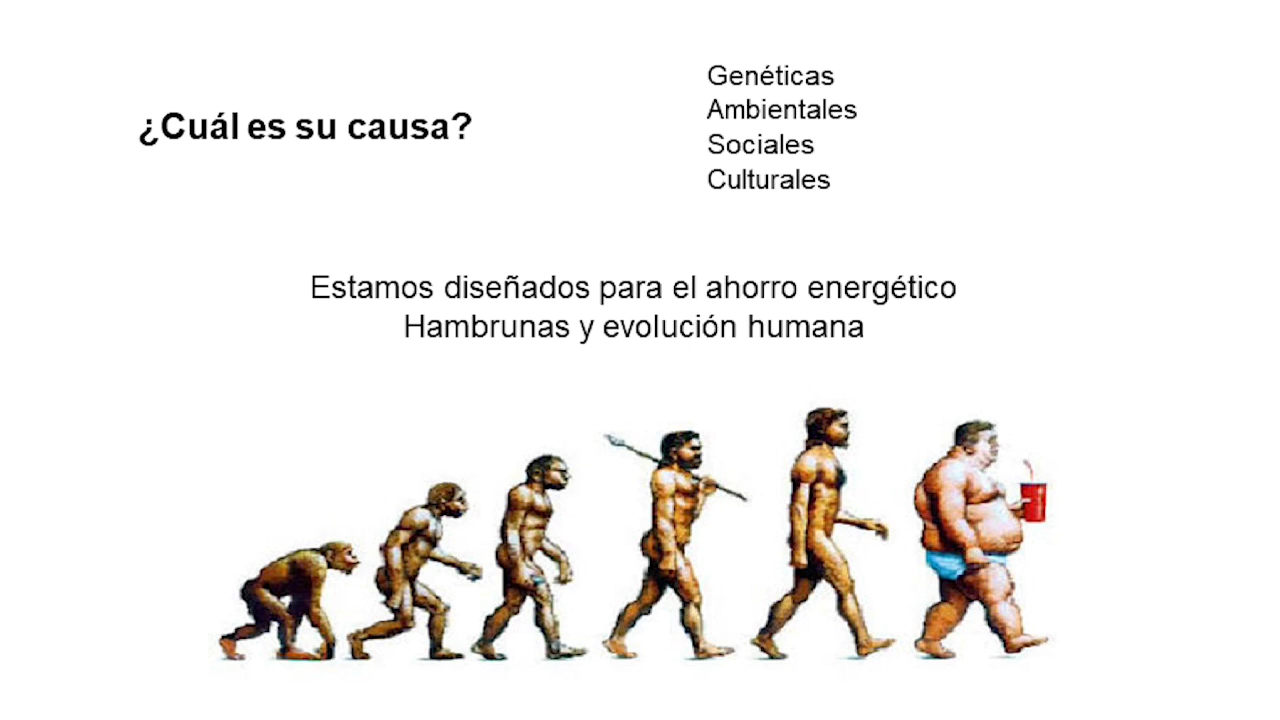 ¿Cuál es su causa?
Genéticas
Ambientales
Sociales
Culturales
Estamos diseñados para el ahorro energético
Hambrunas y evolución humana